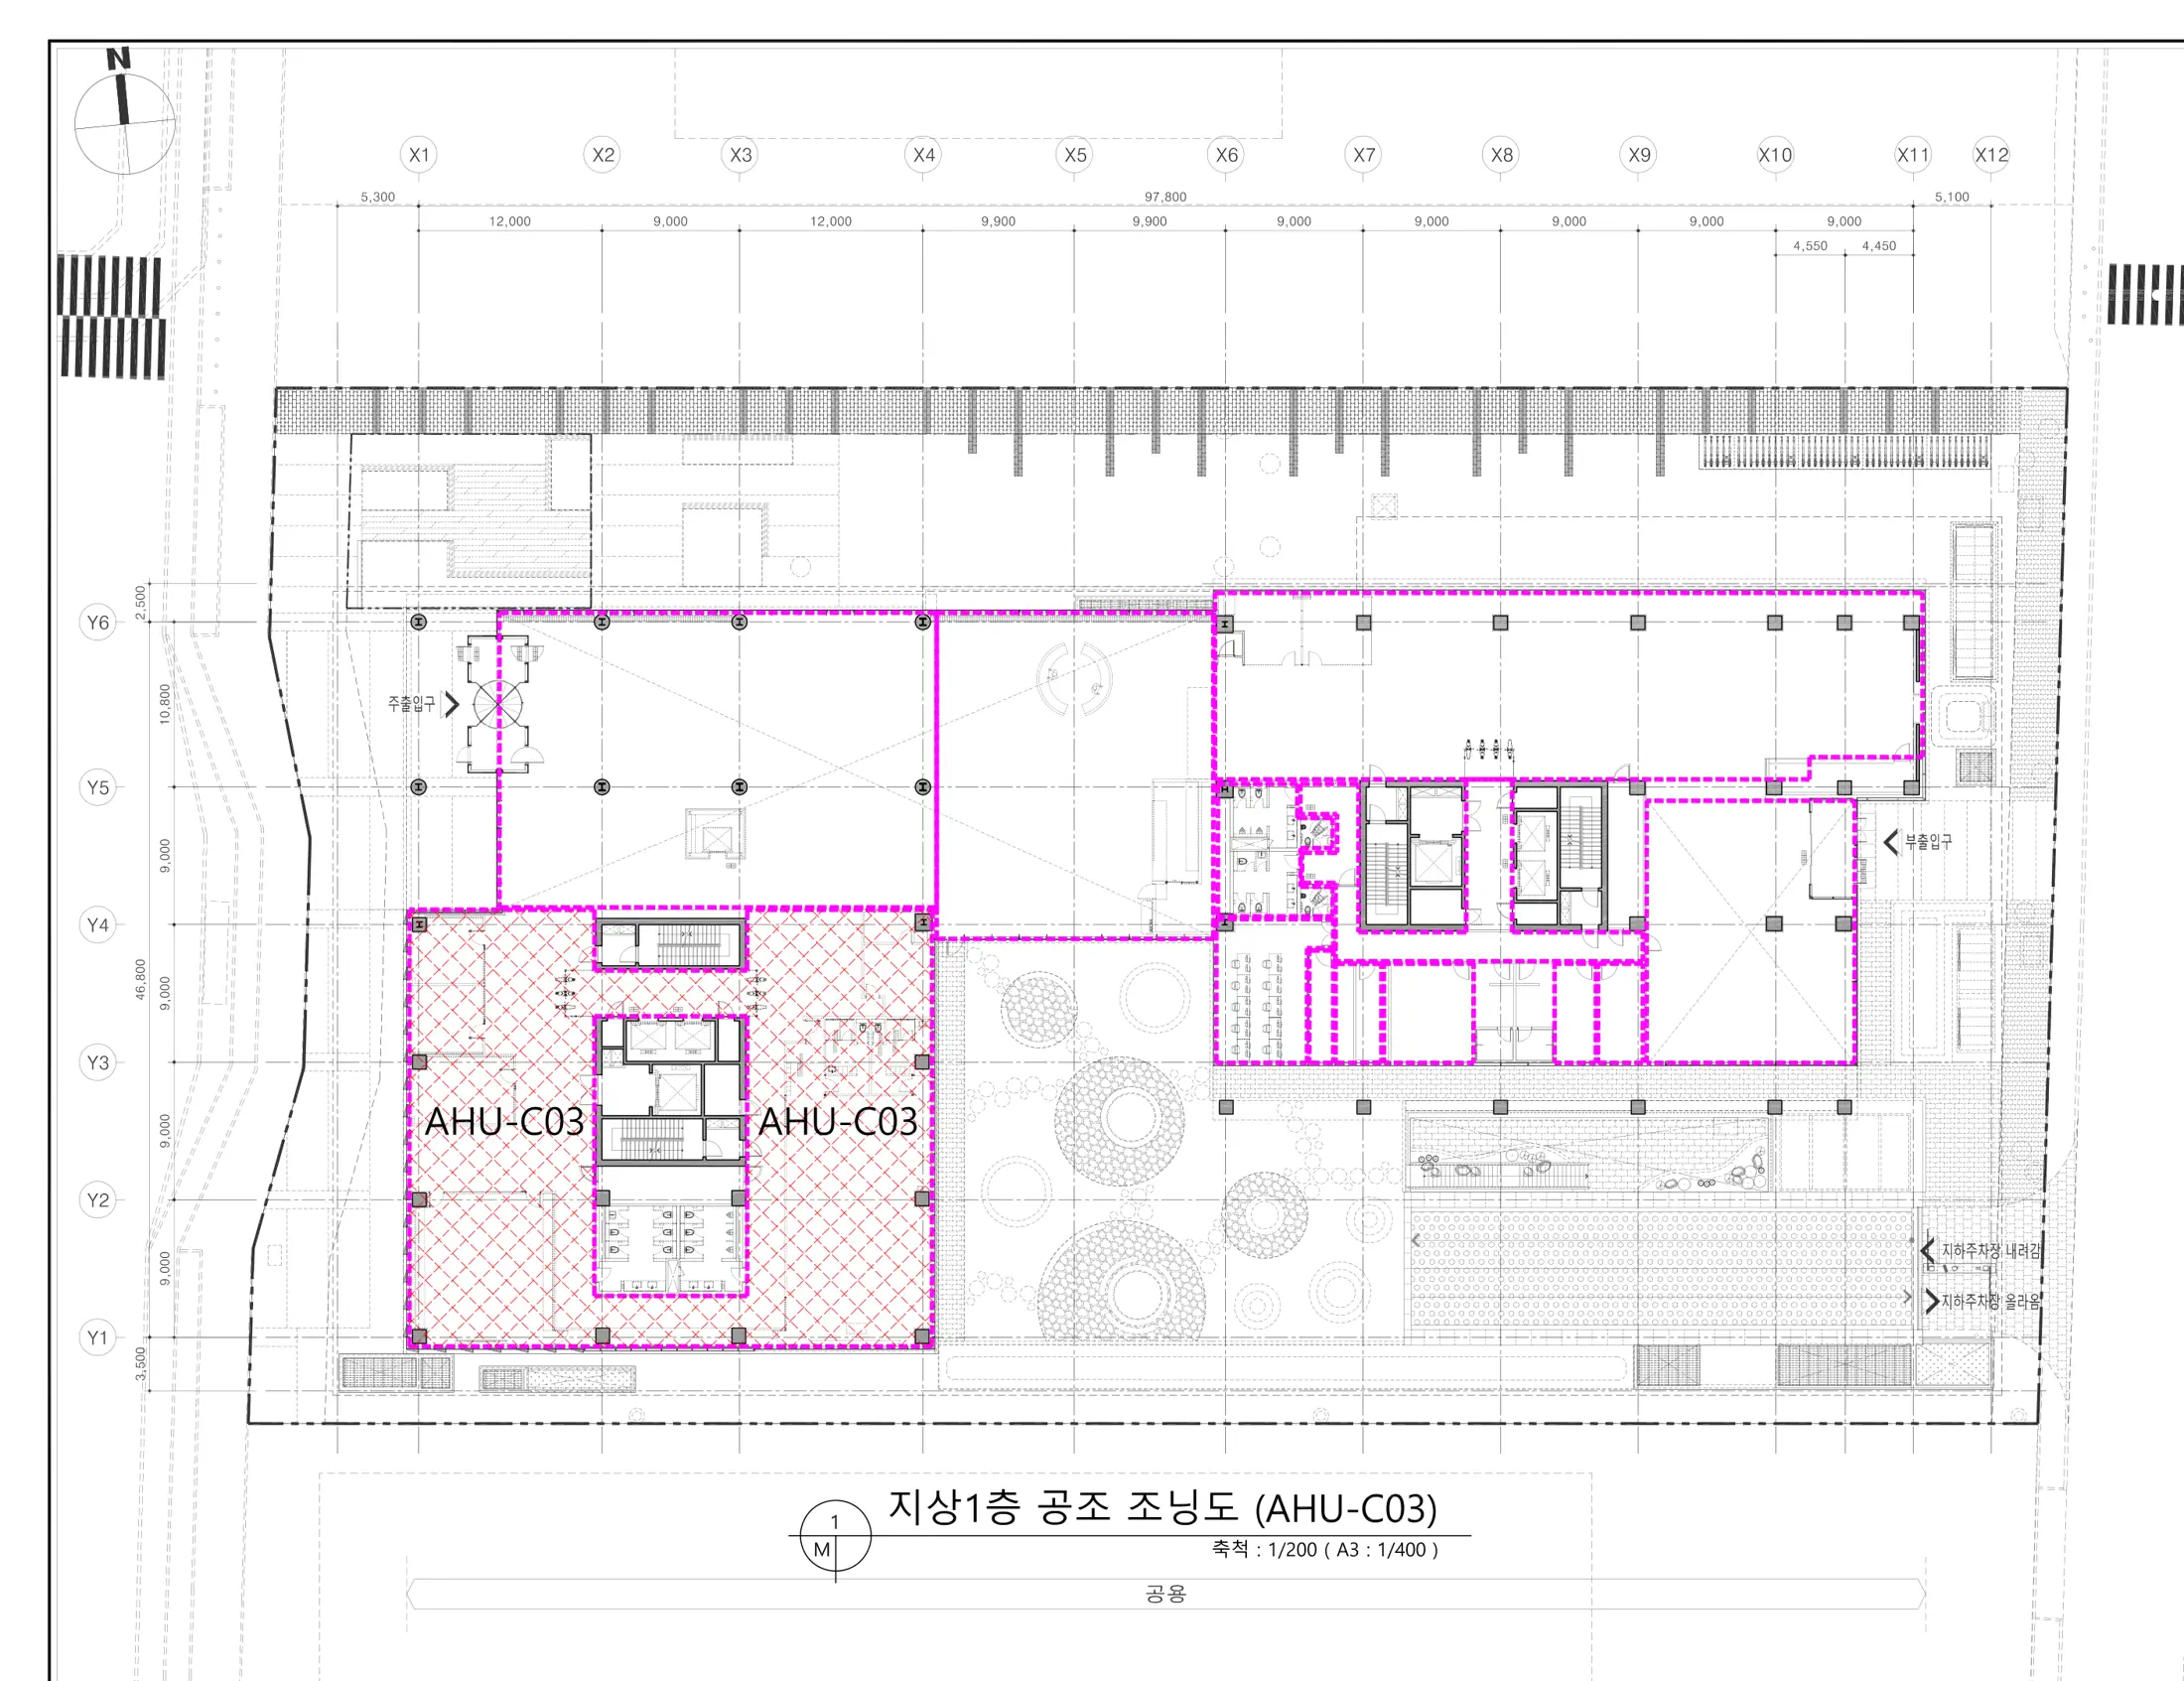 N
X1 X2 X3 X4 X5 X6 X7 X8 X9 X10 X11 X12
5,300 97,800 5,100
12,000 9,000 12,000 9,900 9,900 9,000 9,000 9,000 9,000 9,000
4,550 4,450
2,500
Y6
10,800
주출입구
Y5
9,000
부출입구
Y4
46,800
9,000
Y3
9,000
AHU-C03 AHU-C03
Y2
9,000
지하주차장 내려감
지하주차장 올라옴
Y1
3,500
1
M
지상1층 공조 조닝도 (AHU-C03)
축척 : 1/200 ( A3 : 1/400 )
공용